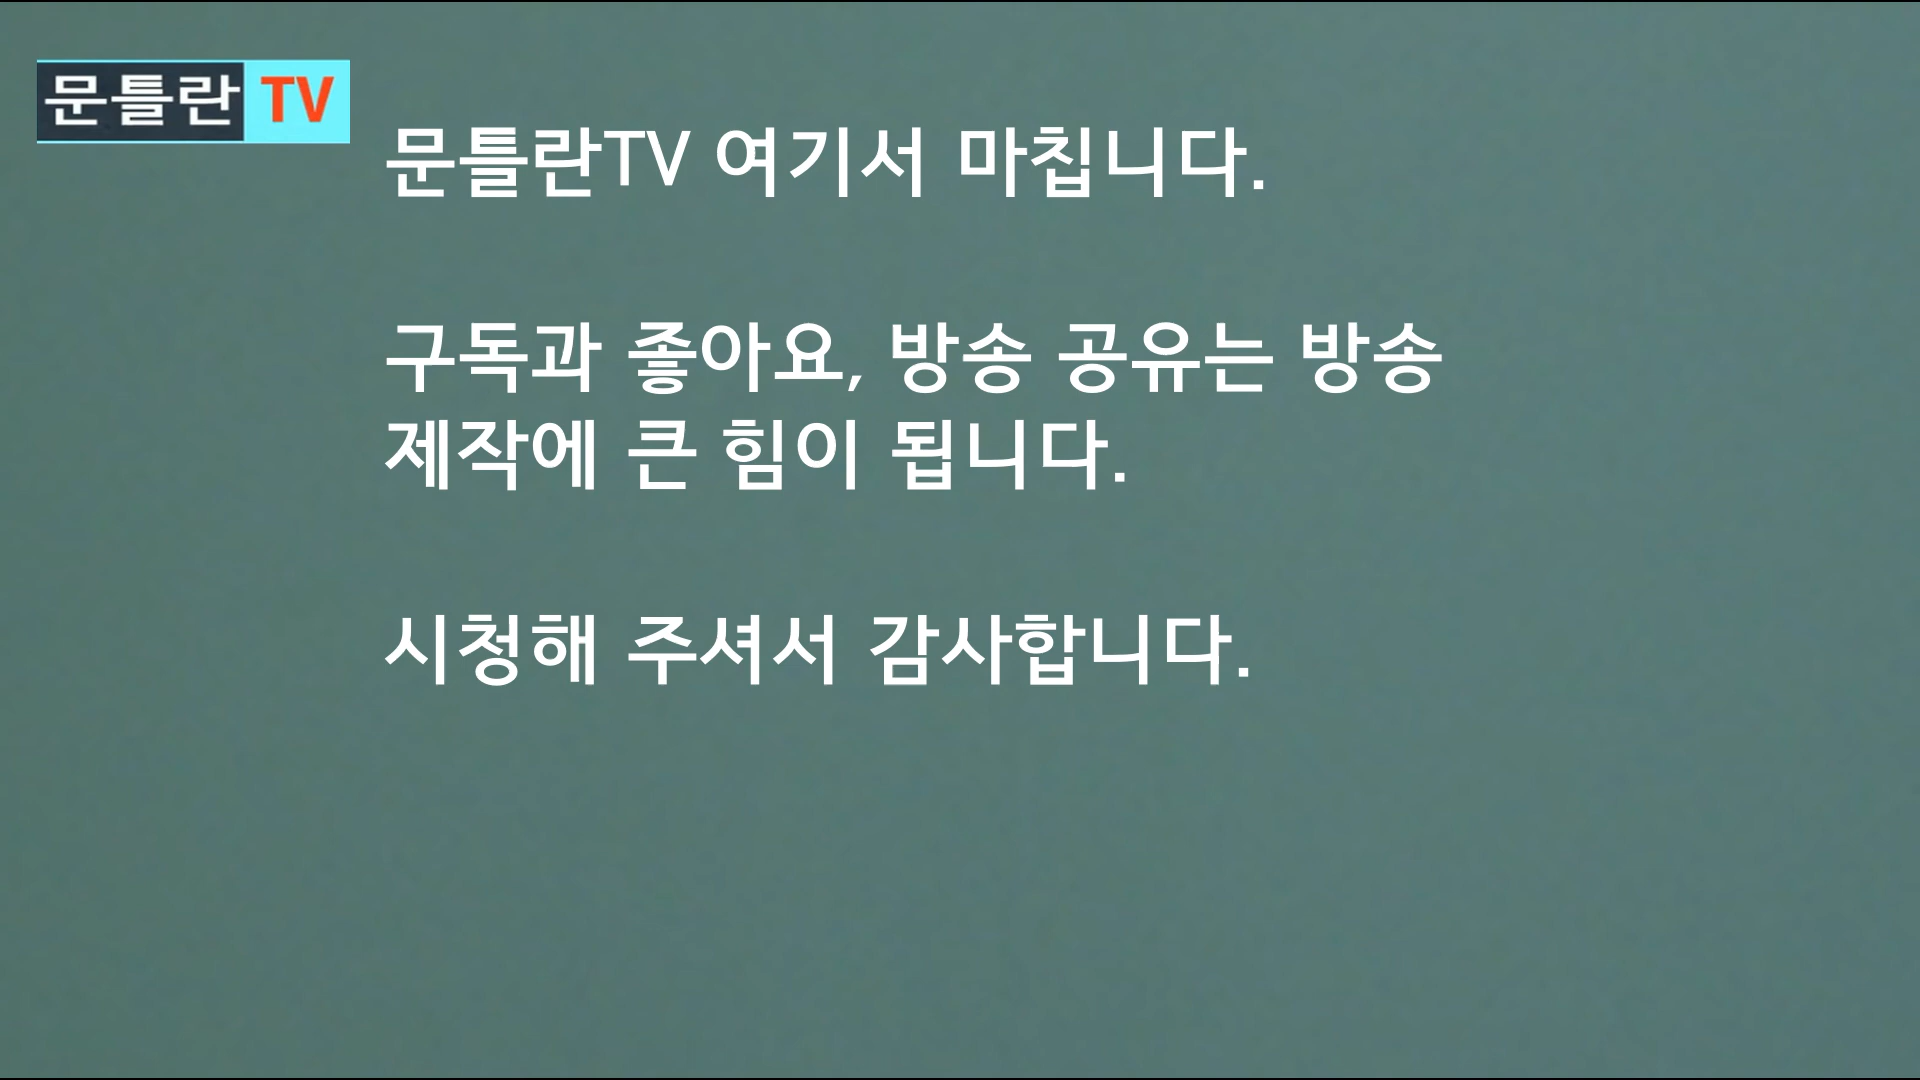 문틀란 TV
문틀란TV 여기서 마칩니다.
구독과 좋아요, 방송 공유는 방송
제작에 큰 힘이 됩니다.
시청해 주셔서 감사합니다.